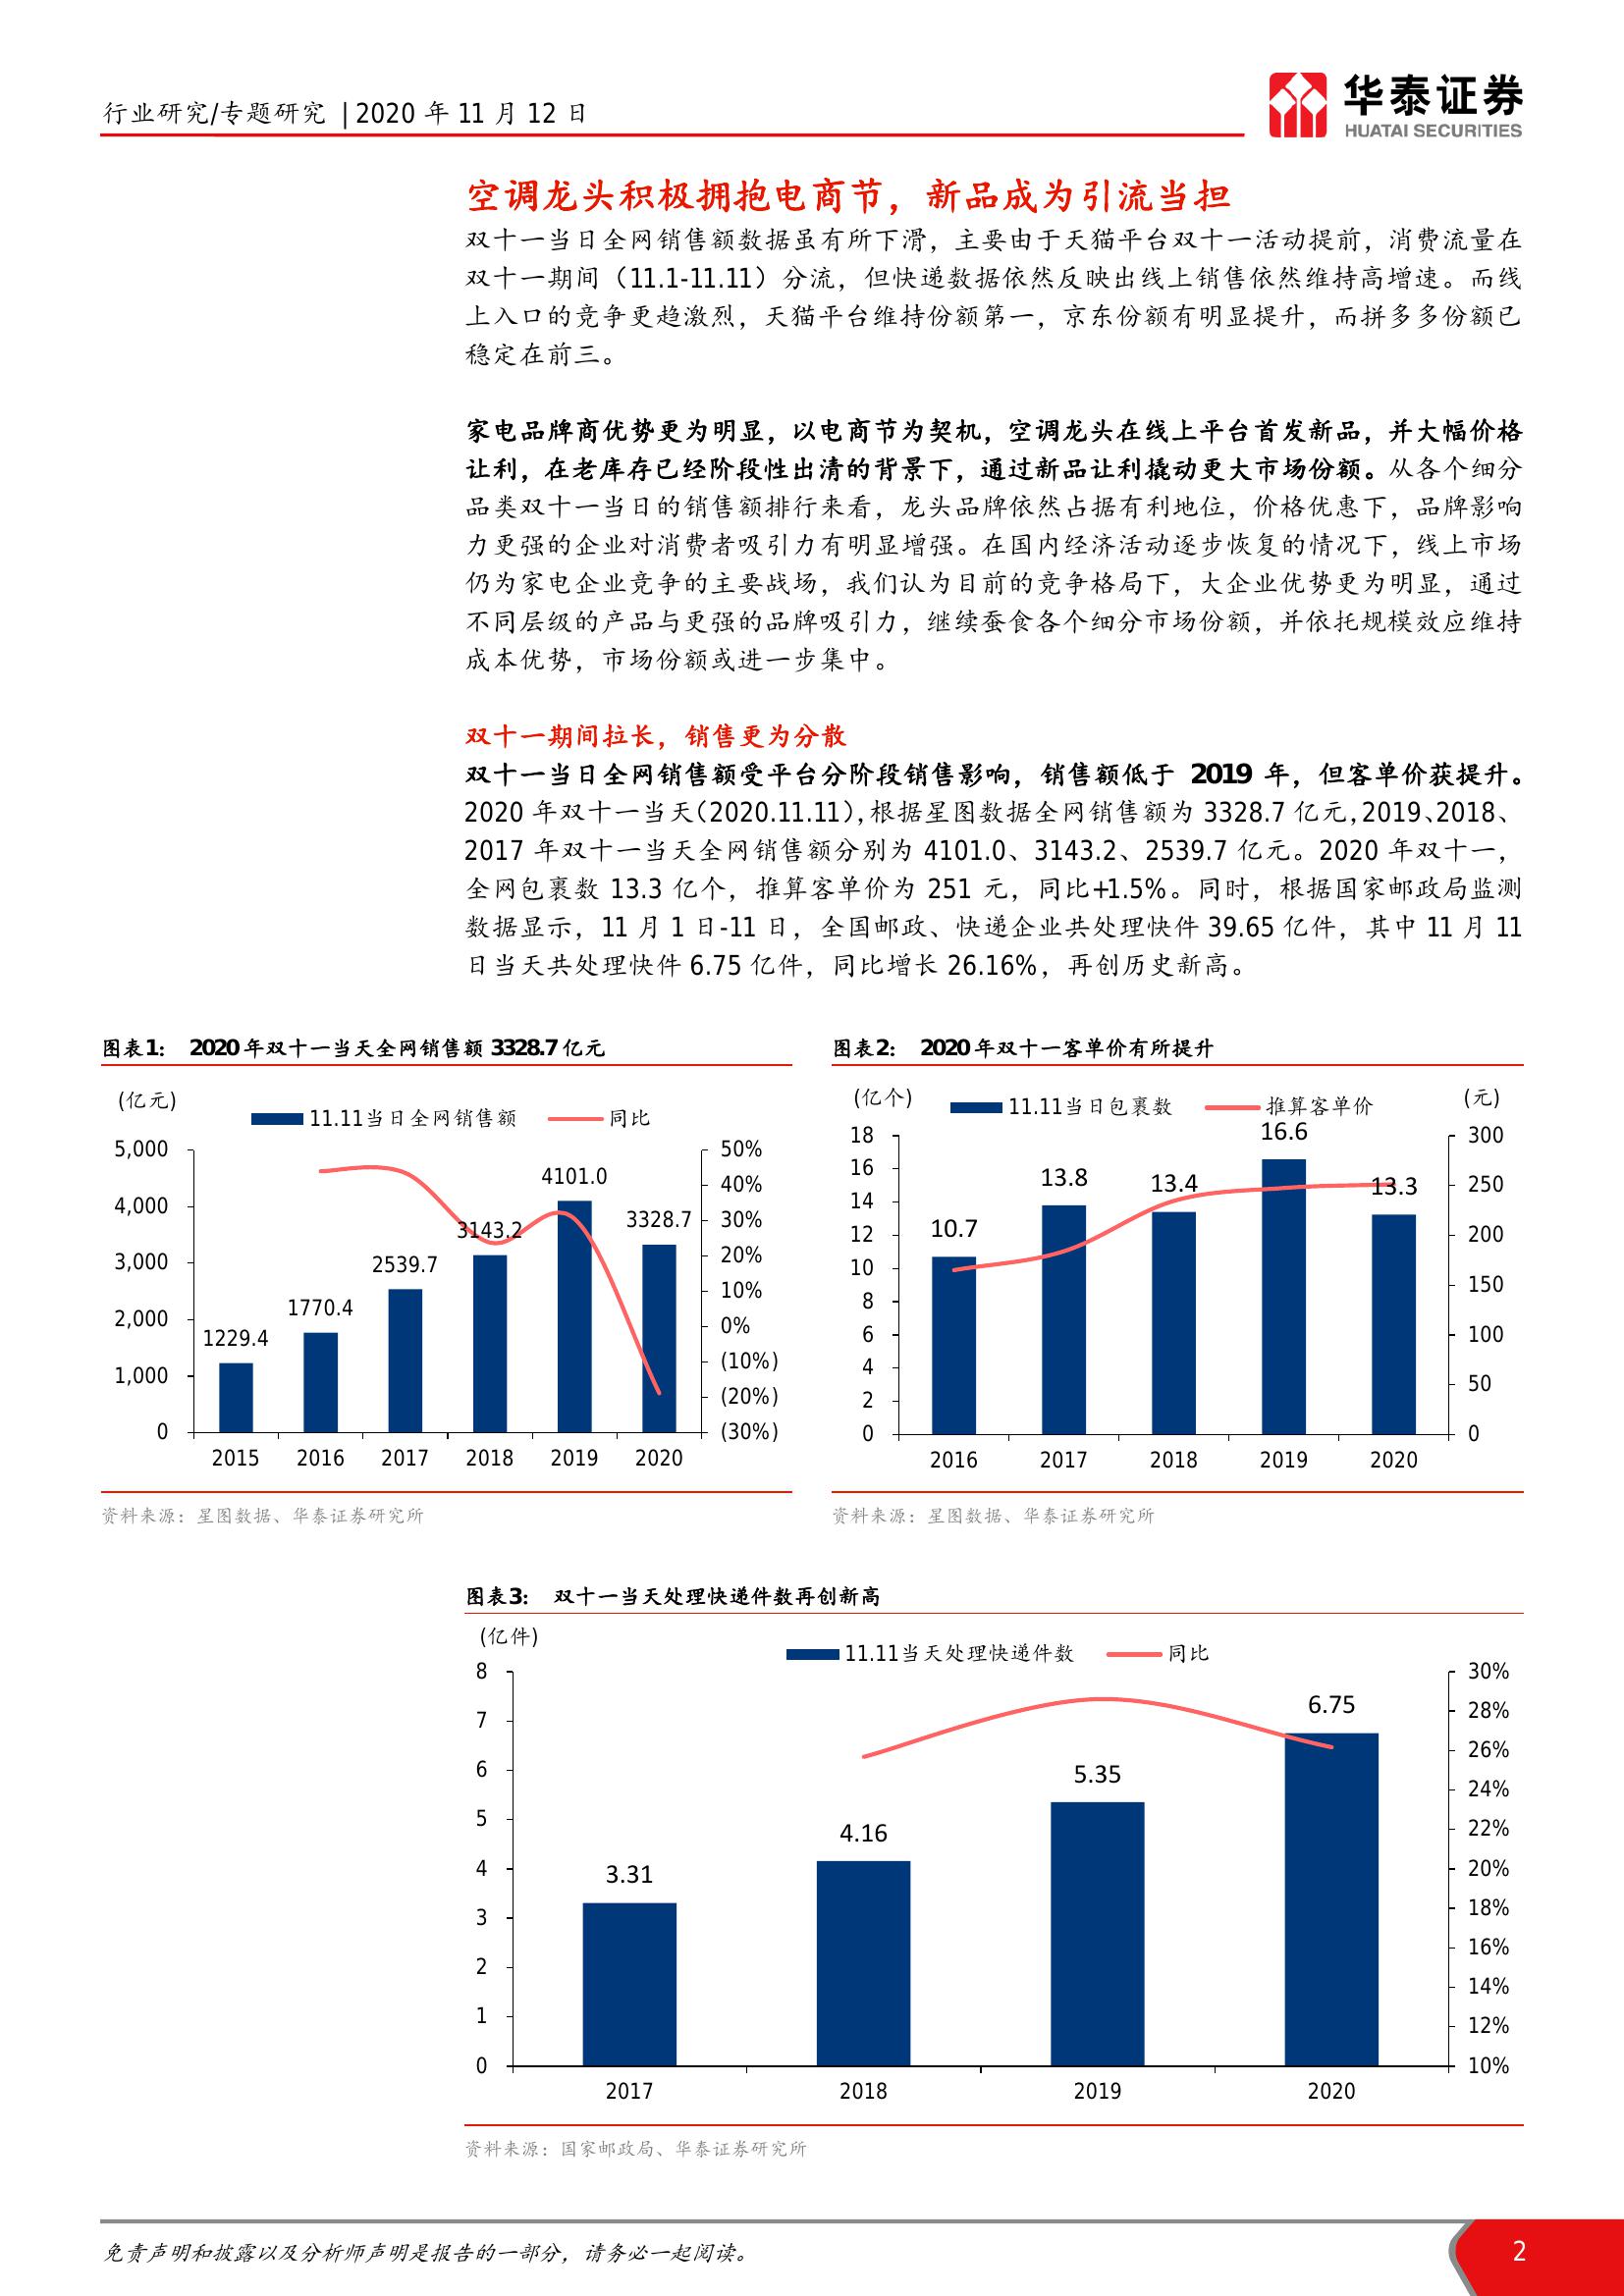 行业研究/专题研究 | 2020 年 11 月 12 日
华泰证券
HUATAI SECURITIES
空调龙头积极拥抱电商节，新品成为引流当担
双十一当日全网销售额数据虽有所下滑，主要由于天猫平台双十一活动提前，消费流量在
双十一期间（11.1-11.11）分流，但快递数据依然反映出线上销售依然维持高增速。而线
上入口的竞争更趋激烈，天猫平台维持份额第一，京东份额有明显提升，而拼多多份额已
稳定在前三。
家电品牌商优势更为明显，以电商节为契机，空调龙头在线上平台首发新品，并大幅价格
让利，在老库存已经阶段性出清的背景下，通过新品让利撬动更大市场份额。从各个细分
品类双十一当日的销售额排行来看，龙头品牌依然占据有利地位，价格优惠下，品牌影响
力更强的企业对消费者吸引力有明显增强。在国内经济活动逐步恢复的情况下，线上市场
仍为家电企业竞争的主要战场，我们认为目前的竞争格局下，大企业优势更为明显，通过
不同层级的产品与更强的品牌吸引力，继续蚕食各个细分市场份额，并依托规模效应维持
成本优势，市场份额或进一步集中。
双十一期间拉长，销售更为分散
双十一当日全网销售额受平台分阶段销售影响，销售额低于 2019 年，但客单价获提升。
2020 年双十一当天（2020.11.11），根据星图数据全网销售额为 3328.7 亿元，2019、2018、
2017 年双十一当天全网销售额分别为 4101.0、3143.2、2539.7 亿元。2020 年双十一，
全网包裹数 13.3 亿个，推算客单价为 251 元，同比+1.5%。同时，根据国家邮政局监测
数据显示，11 月 1 日-11 日，全国邮政、快递企业共处理快件 39.65 亿件，其中 11 月 11
日当天共处理快件 6.75 亿件，同比增长 26.16%，再创历史新高。
图表1： 2020 年双十一当天全网销售额 3328.7 亿元
(亿元)
11.11当日全网销售额 同比
5,000
4,000
3,000
2,000
1,000
0
50%
40%
30%
20%
10%
0%
(10%)
(20%)
(30%)
1229.4
1770.4
2539.7
3143.2
4101.0
3328.7
2015 2016 2017 2018 2019 2020
资料来源：星图数据、华泰证券研究所
图表2： 2020 年双十一客单价有所提升
(亿个)
(元)
11.11当日包裹数 推算客单价
18
16
14
12
10
8
6
4
2
0
300
250
200
150
100
50
0
10.7
13.8
13.4
16.6
13.3
2016 2017 2018 2019 2020
资料来源：星图数据、华泰证券研究所
图表3： 双十一当天处理快递件数再创新高
(亿件)
11.11当天处理快递件数 同比
8
7
6
5
4
3
2
1
0
30%
28%
26%
24%
22%
20%
18%
16%
14%
12%
10%
3.31
4.16
5.35
6.75
2017 2018 2019 2020
资料来源：国家邮政局、华泰证券研究所
免责声明和披露以及分析师声明是报告的一部分，请务必一起阅读。
2